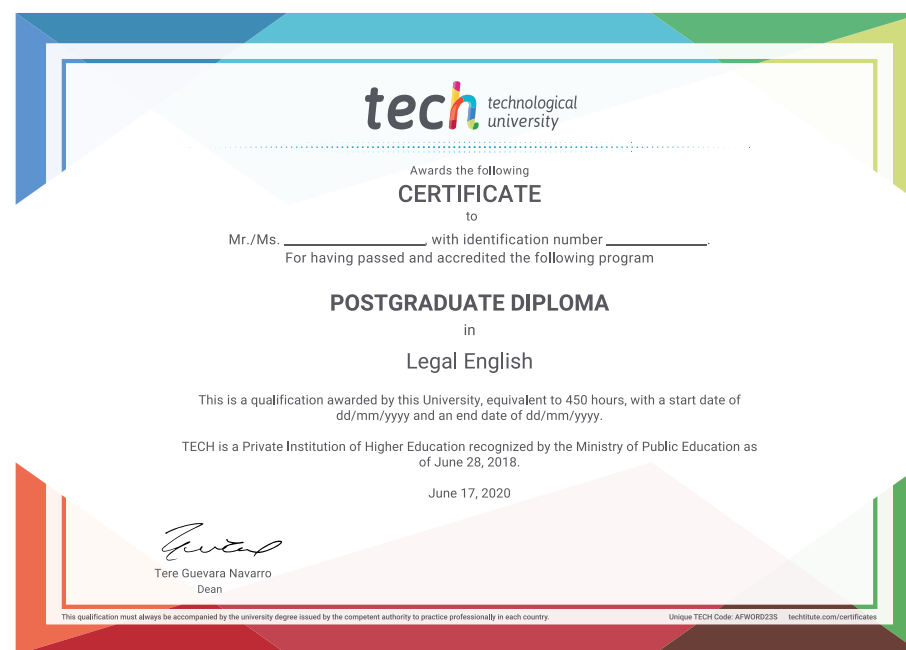 tech technological
university
Awards the following
CERTIFICATE
to
Mr./Ms. ____________________, with identification number ______________.
For having passed and accredited the following program
POSTGRADUATE DIPLOMA
in
Legal English
This is a qualification awarded by this University, equivalent to 450 hours, with a start date of
dd/mm/yyyy and an end date of dd/mm/yyyy.
TECH is a Private Institution of Higher Education recognized by the Ministry of Public Education as
of June 28, 2018.
June 17, 2020
Tere Guevara Navarro
Dean
This qualification must always be accompanied by the university degree issued by the competent authority to practice professionally in each country.
Unique TECH Code: AFWORD23S techtitute.com/certificates